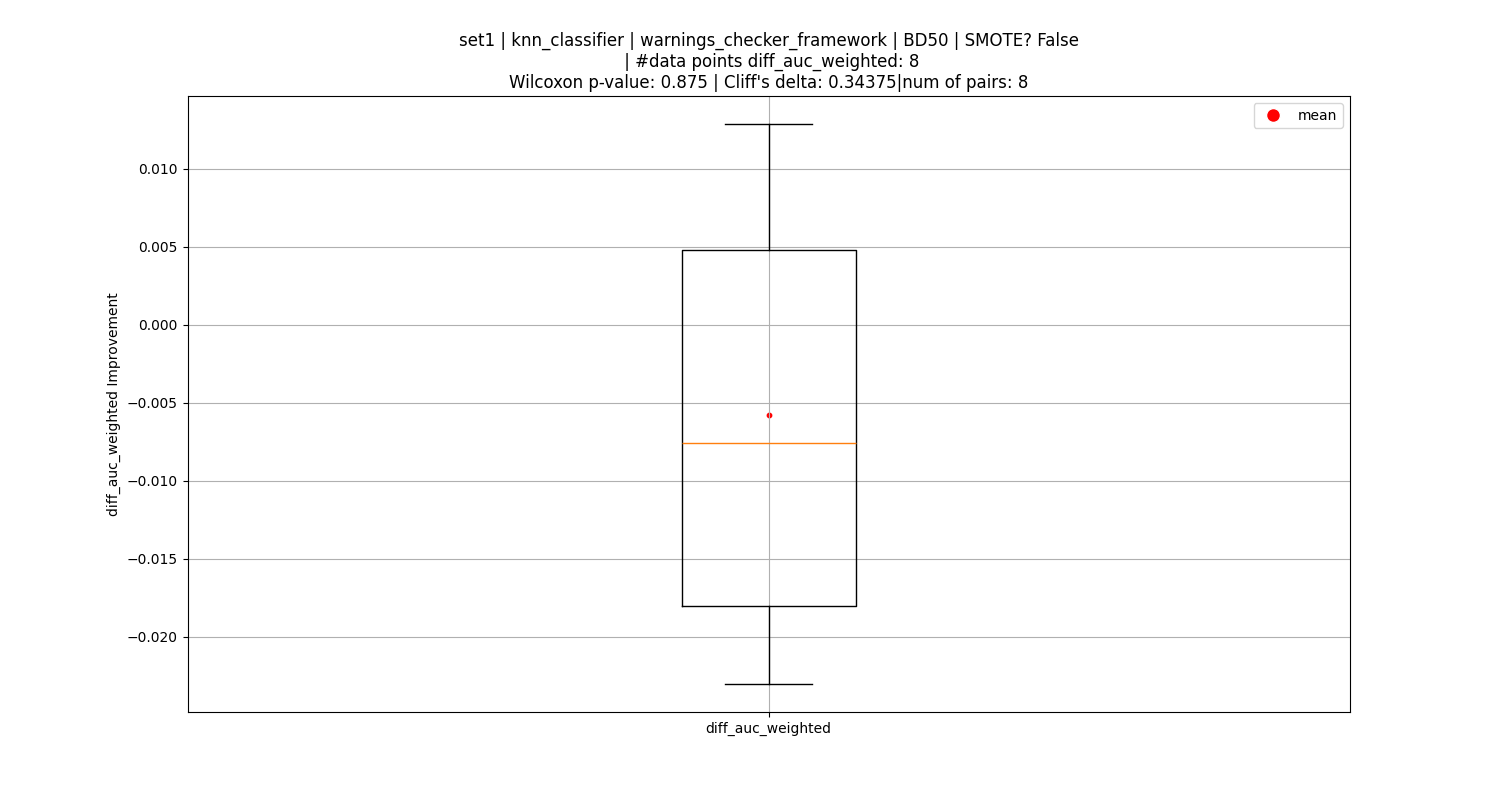 set1 | knn_classifier | warnings_checker_framework | BD50 | SMOTE? False
| #data points diff_auc_weighted: 8
Wilcoxon p-value: 0.875 | Cliff's delta: 0.34375|num of pairs: 8
mean
0.010
0.005
0.000
−0.005
−0.010
−0.015
−0.020
diff_auc_weighted Improvement
diff_auc_weighted